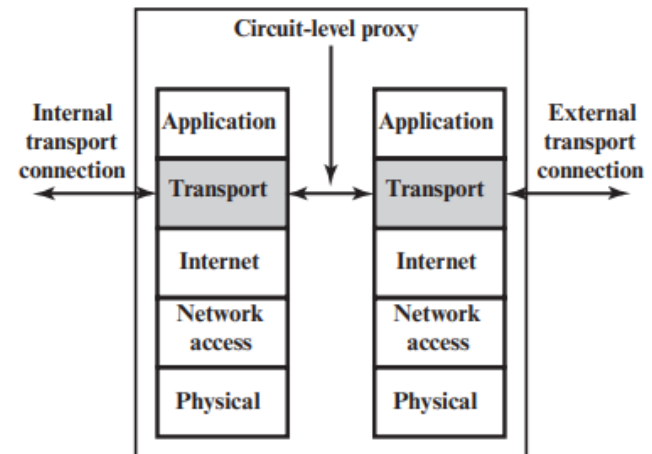 Circuit-level proxy
Internal
transport
connection
External
transport
connection
Application
Transport
Internet
Network
access
Physical
Application
Transport
Internet
Network
access
Physical